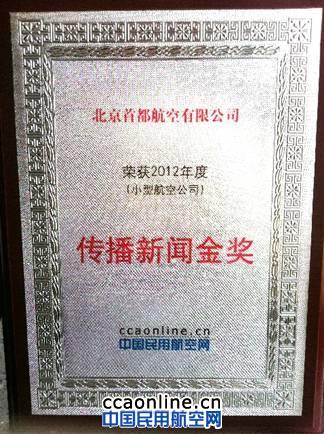 北京首都航空有限公司
荣获2012年度
(小型航空公司)
传播新闻金奖
ccaonline.cn
中国民用航空网
ccaonline.cn
中国民用航空网